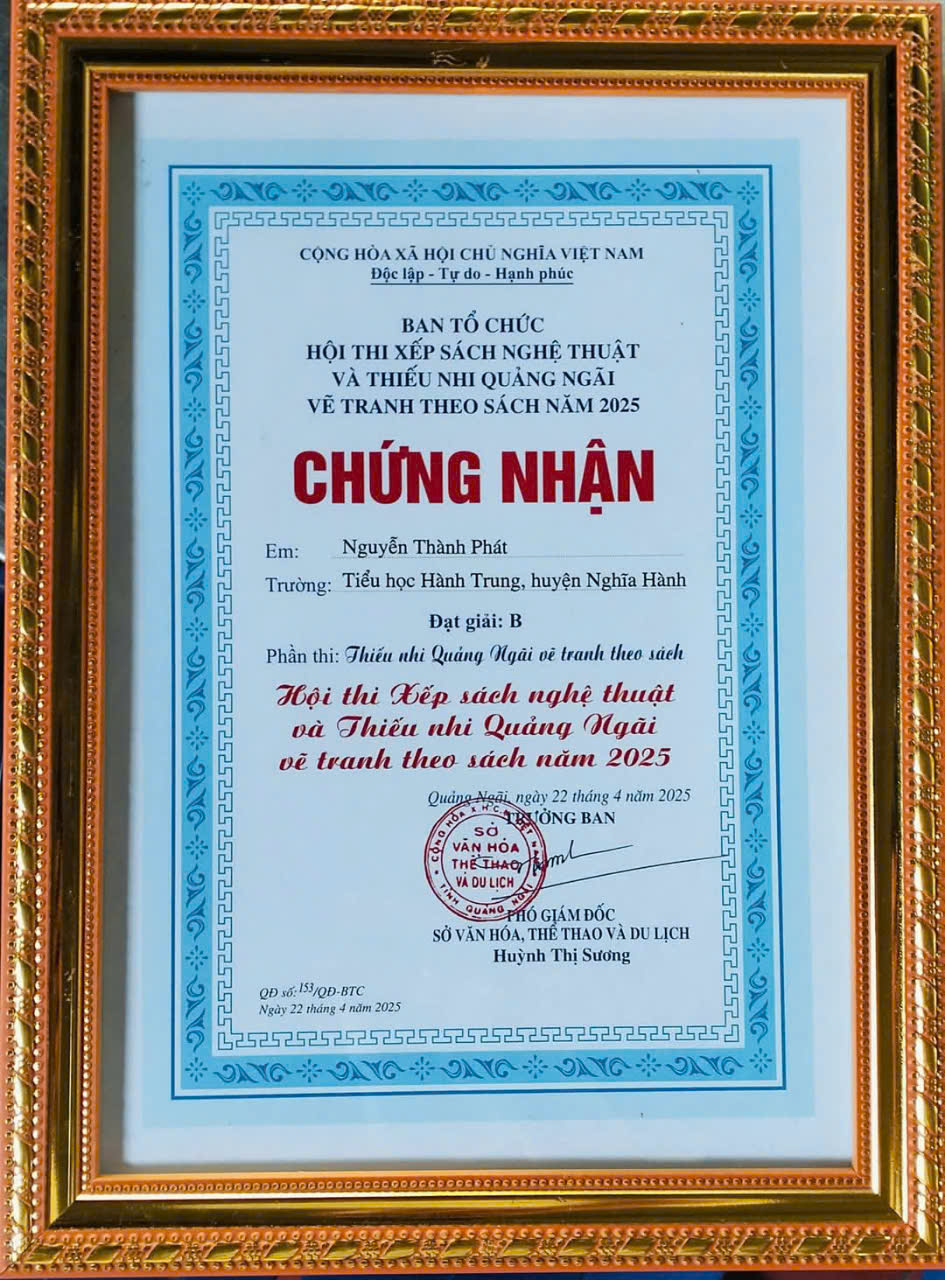 CỘNG HÒA XÃ HỘI CHỦ NGHĨA VIỆT NAM
Độc lập - Tự do - Hạnh phúc
BAN TỔ CHỨC
HỘI THI XẾP SÁCH NGHỆ THUẬT
VÀ THIẾU NHI QUẢNG NGÃI
VẼ TRANH THEO SÁCH NĂM 2025
CHỨNG NHẬN
Em: Nguyễn Thành Phát
Trường: Tiểu học Hành Trung, huyện Nghĩa Hành
Đạt giải: B
Phần thi: Thiếu nhi Quảng Ngãi vẽ tranh theo sách
Hội thi Xếp sách nghệ thuật
và Thiếu nhi Quảng Ngãi
vẽ tranh theo sách năm 2025
Quảng Ngãi, ngày 22 tháng 4 năm 2025
TRƯỞNG BAN
SỞ
VĂN HÓA
THỂ THAO
VÀ DU LỊCH
TỈNH QUẢNG NGÃI
PHÓ GIÁM ĐỐC
SỞ VĂN HÓA, THỂ THAO VÀ DU LỊCH
Huỳnh Thị Sương
QĐ số: 153/QĐ-BTC
Ngày 22 tháng 4 năm 2025